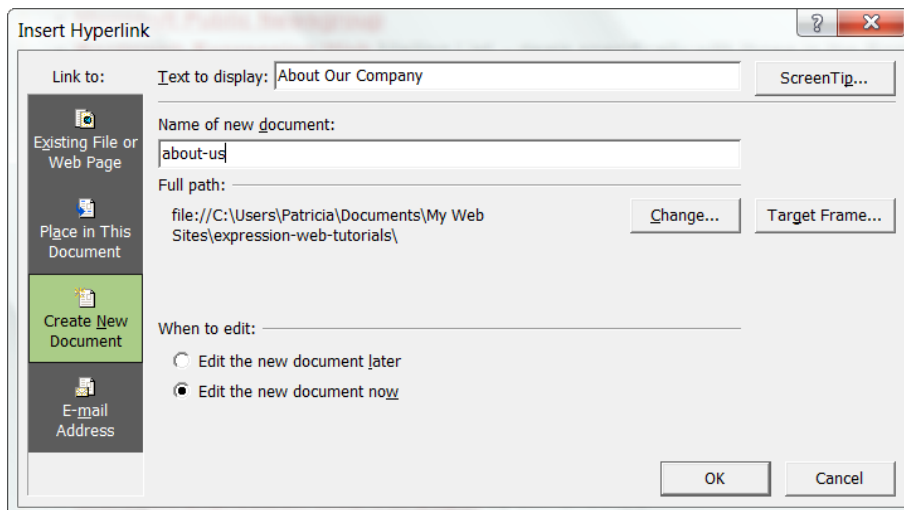 Insert Hyperlink
Link to:
Text to display: About Our Company
ScreenTip...
Existing File or
Web Page
Place in This
Document
Create New
Document
E-mail
Address
Name of new document:
about-us
Full path:
file://C:\Users\Patricia\Documents\My Web
Sites\expression-web-tutorials\
Change...
Target Frame...
When to edit:
Edit the new document later
Edit the new document now
OK
Cancel